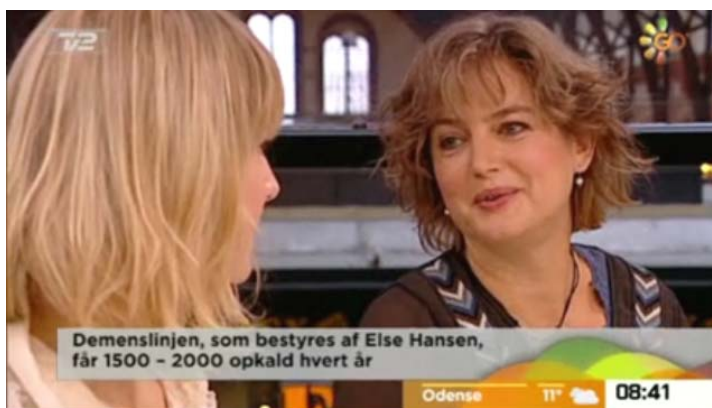 TV2
GO
Demenslinjen, som bestyres af Else Hansen,
får 1500 - 2000 opkald hvert år
Odense 11° 08:41